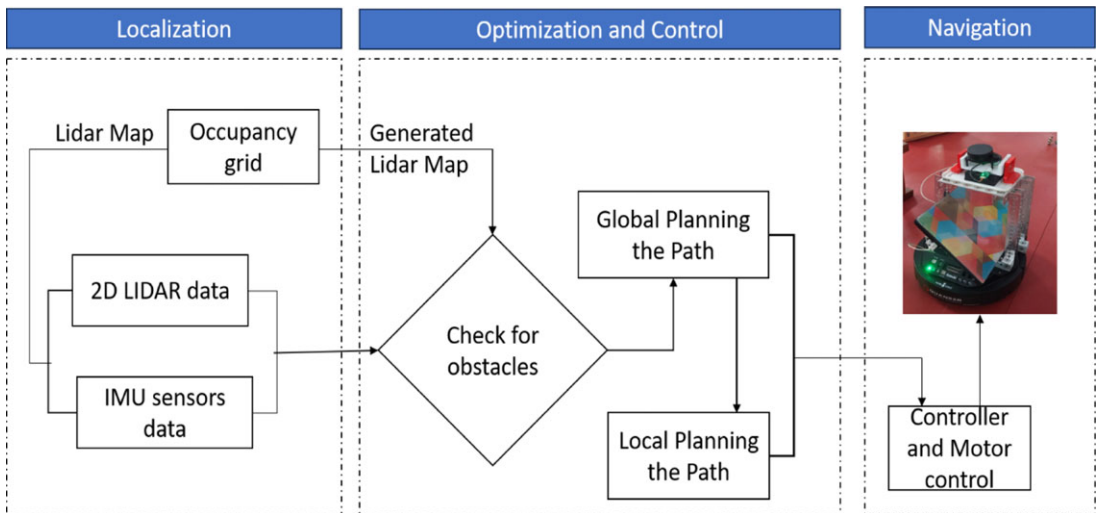 Localization
Optimization and Control
Navigation
Lidar Map
Occupancy
grid
Generated
Lidar Map
2D LIDAR data
IMU sensors
data
Check for
obstacles
Global Planning
the Path
Local Planning
the Path
Controller
and Motor
control